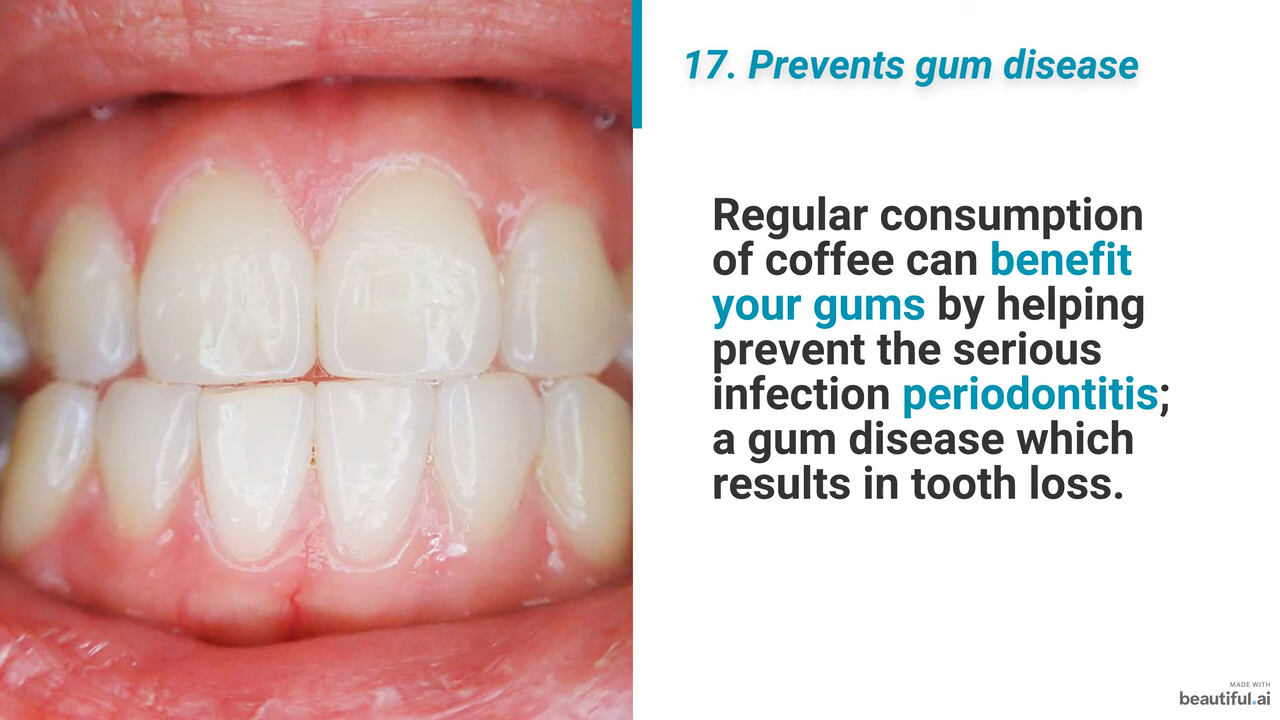 17. Prevents gum disease
Regular consumption
of coffee can benefit
your gums by helping
prevent the serious
infection periodontitis;
a gum disease which
results in tooth loss.
MADE WITH
beautiful.ai